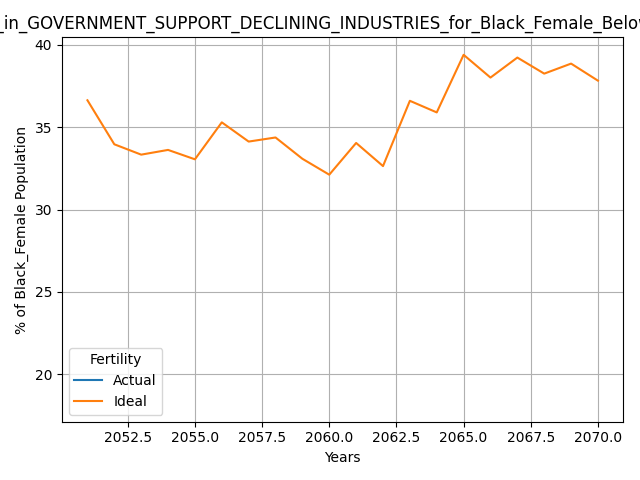 _in_GOVERNMENT_SUPPORT_DECLINING_INDUSTRIES_for_Black_Female_Belo
40
35
30
25
20
% of Black_Female Population
Fertility
Actual
Ideal
2052.5 2055.0 2057.5 2060.0 2062.5 2065.0 2067.5 2070.0
Years